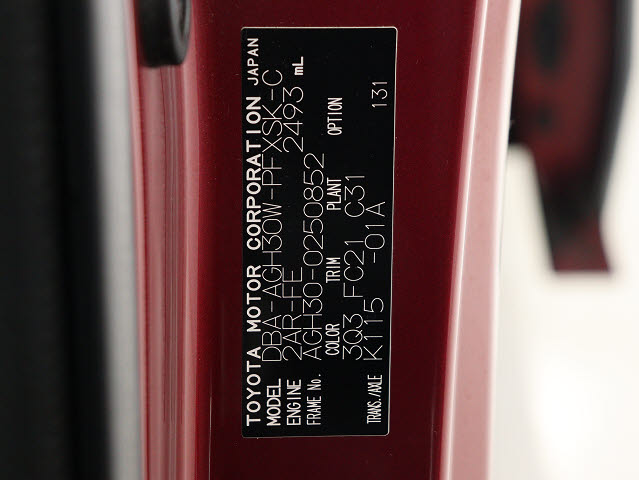 TOYOTA MOTOR CORPORATION JAPAN
MODEL DBA-AGH30W-PFXSK-C
ENGINE 2AR-FE 2493 mL
FRAME No. AGH30-0250852
COLOR TRIM PLANT OPTION
3Q3 FC21 C31 131
TRANS./AXLE K115 -01A